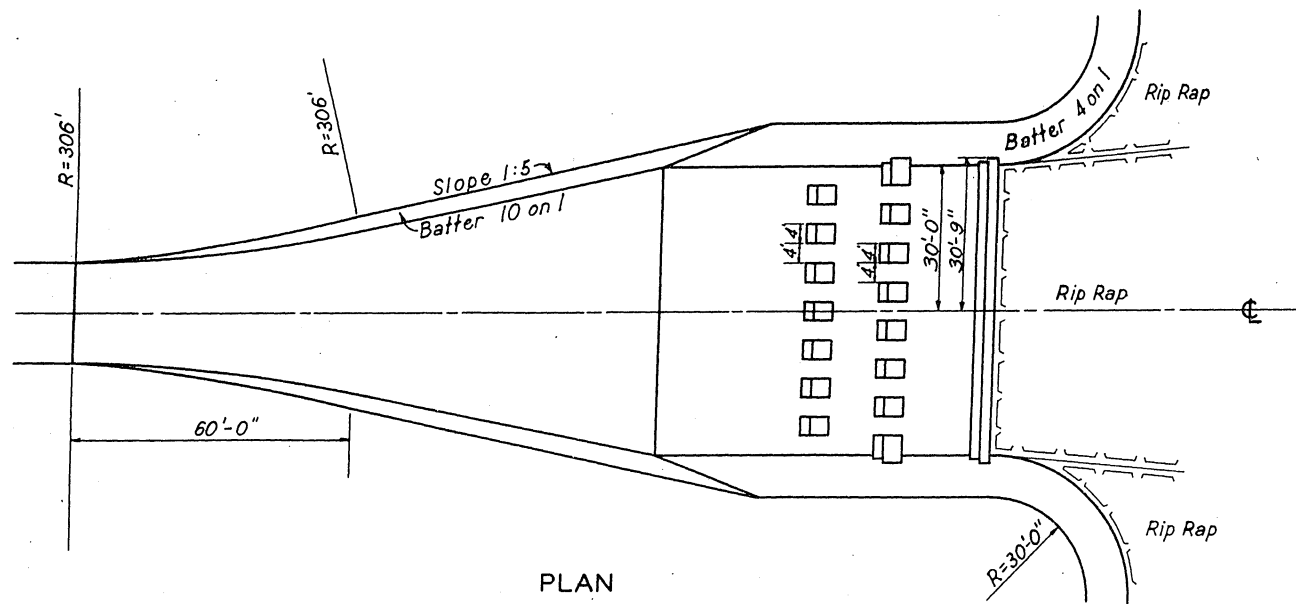 R=306'
R=306'
Slope 1:5
Batter 10 on 1
Batter 4 on 1
Rip Rap
4' 4'
4' 4'
30'-0"
30'-9"
Rip Rap
℄
60'-0"
R=30'-0"
Rip Rap
PLAN